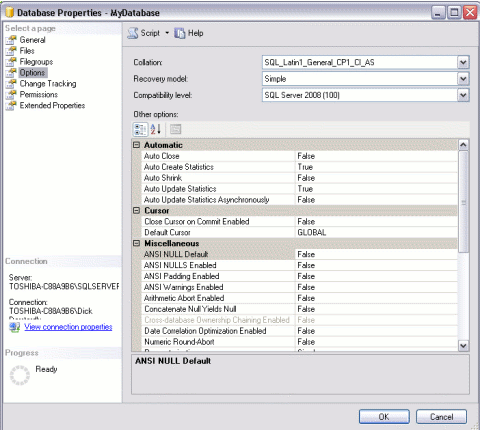 Database Properties - MyDatabase
Select a page
General
Files
Filegroups
Options
Change Tracking
Permissions
Extended Properties
Script
Help
Collation: SQL_Latin1_General_CP1_CI_AS
Recovery model: Simple
Compatibility level: SQL Server 2008 (100)
Other options:
Automatic
Auto Close False
Auto Create Statistics True
Auto Shrink False
Auto Update Statistics True
Auto Update Statistics Asynchronously False
Cursor
Close Cursor on Commit Enabled False
Default Cursor GLOBAL
Miscellaneous
ANSI NULL Default False
ANSI NULLS Enabled False
ANSI Padding Enabled False
ANSI Warnings Enabled False
Arithmetic Abort Enabled False
Concatenate Null Yields Null False
Cross-database Ownership Chaining Enabled False
Date Correlation Optimization Enabled False
Numeric Round-Abort False
ANSI NULL Default
Connection
Server:
TOSHIBA-C88A9B6\SQLSERVEF
Connection:
TOSHIBA-C88A9B6\Dick
View connection properties
Progress
Ready
OK
Cancel